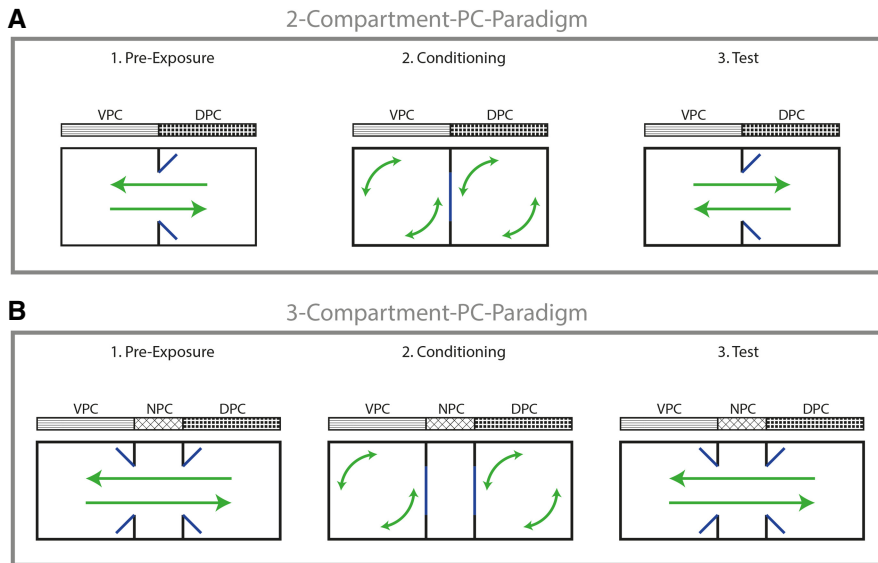 A
2-Compartment-PC-Paradigm
1. Pre-Exposure
2. Conditioning
3. Test
VPC DPC
VPC DPC
VPC DPC
B
3-Compartment-PC-Paradigm
1. Pre-Exposure
2. Conditioning
3. Test
VPC NPC DPC
VPC NPC DPC
VPC NPC DPC